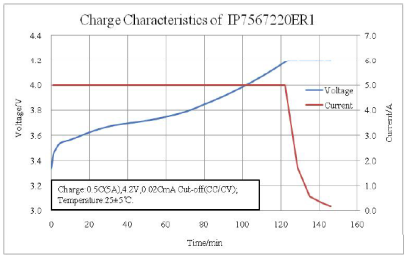 Charge Characteristics of IP7567220ER1
4.4
4.2
4.0
3.8
3.6
3.4
3.2
3.0
Voltage/V
7.0
6.0
5.0
4.0
3.0
2.0
1.0
0.0
Current/A
Voltage
Current
Charge 0.5C(5A),4.2V,0.02CmA Cut-off(CC/CV);
Temperature 25±5℃.
0 20 40 60 80 100 120 140 160
Time/min